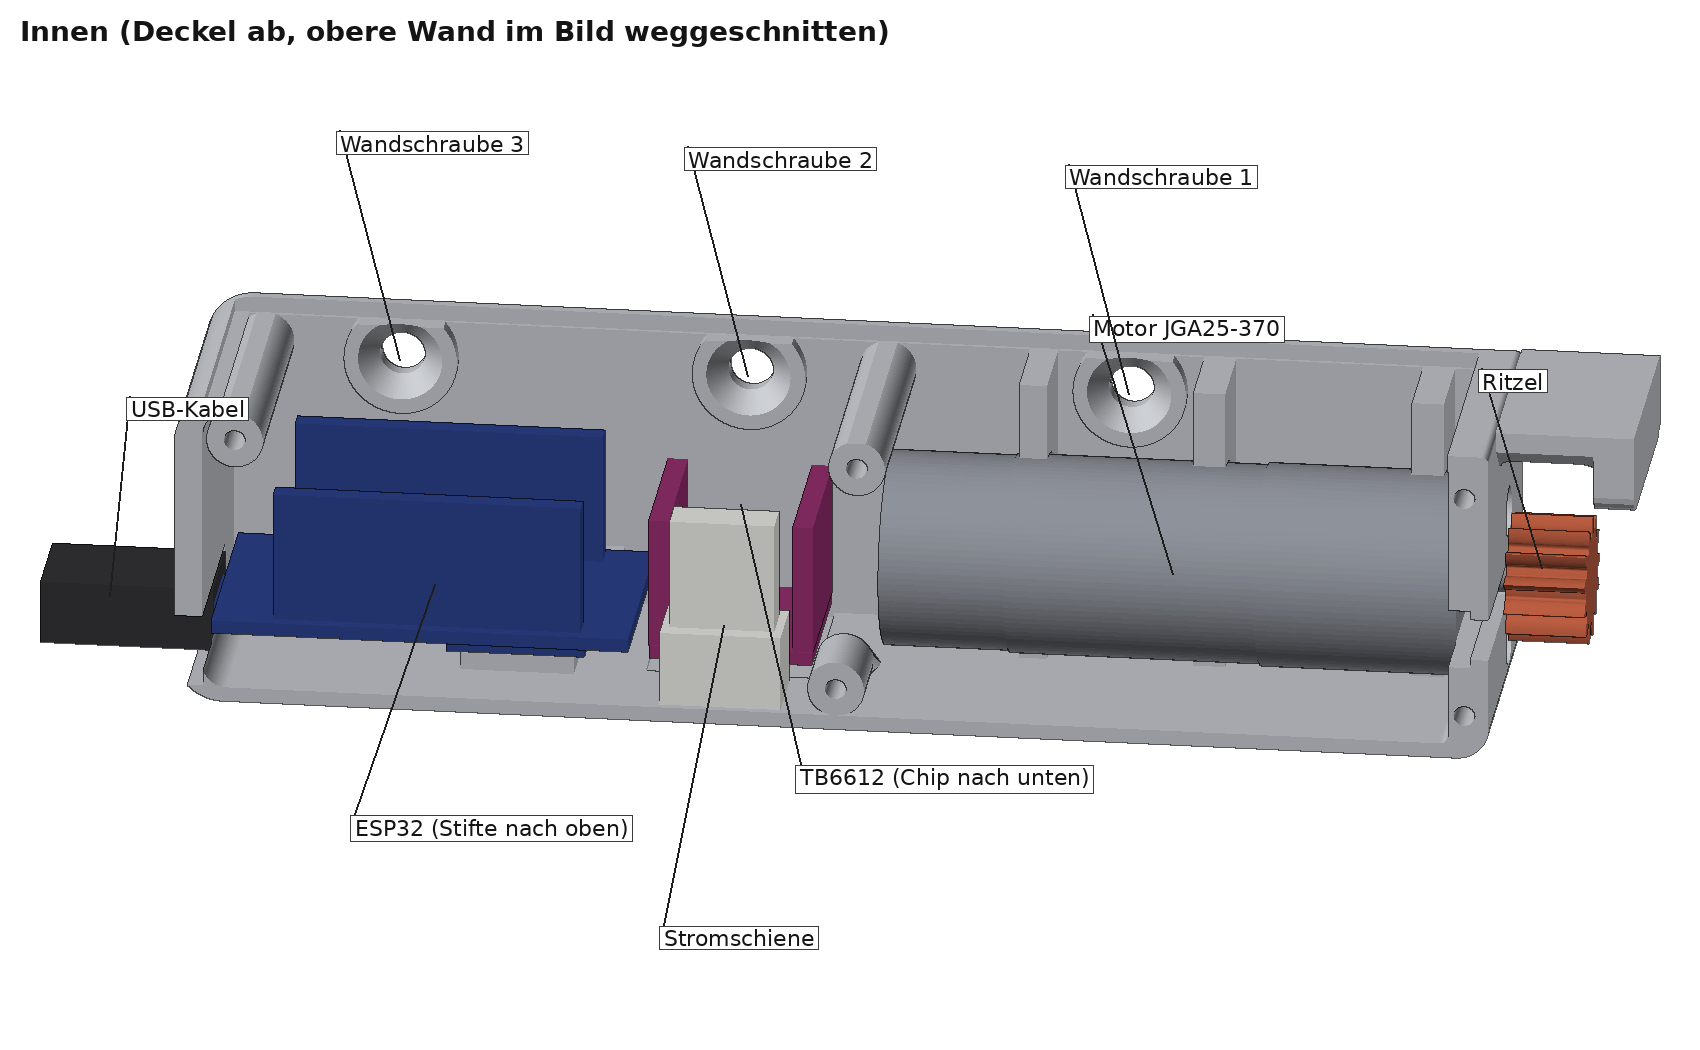 Innen (Deckel ab, obere Wand im Bild weggeschnitten)
Wandschraube 3
Wandschraube 2
Wandschraube 1
Motor JGA25-370
Ritzel
USB-Kabel
TB6612 (Chip nach unten)
ESP32 (Stifte nach oben)
Stromschiene